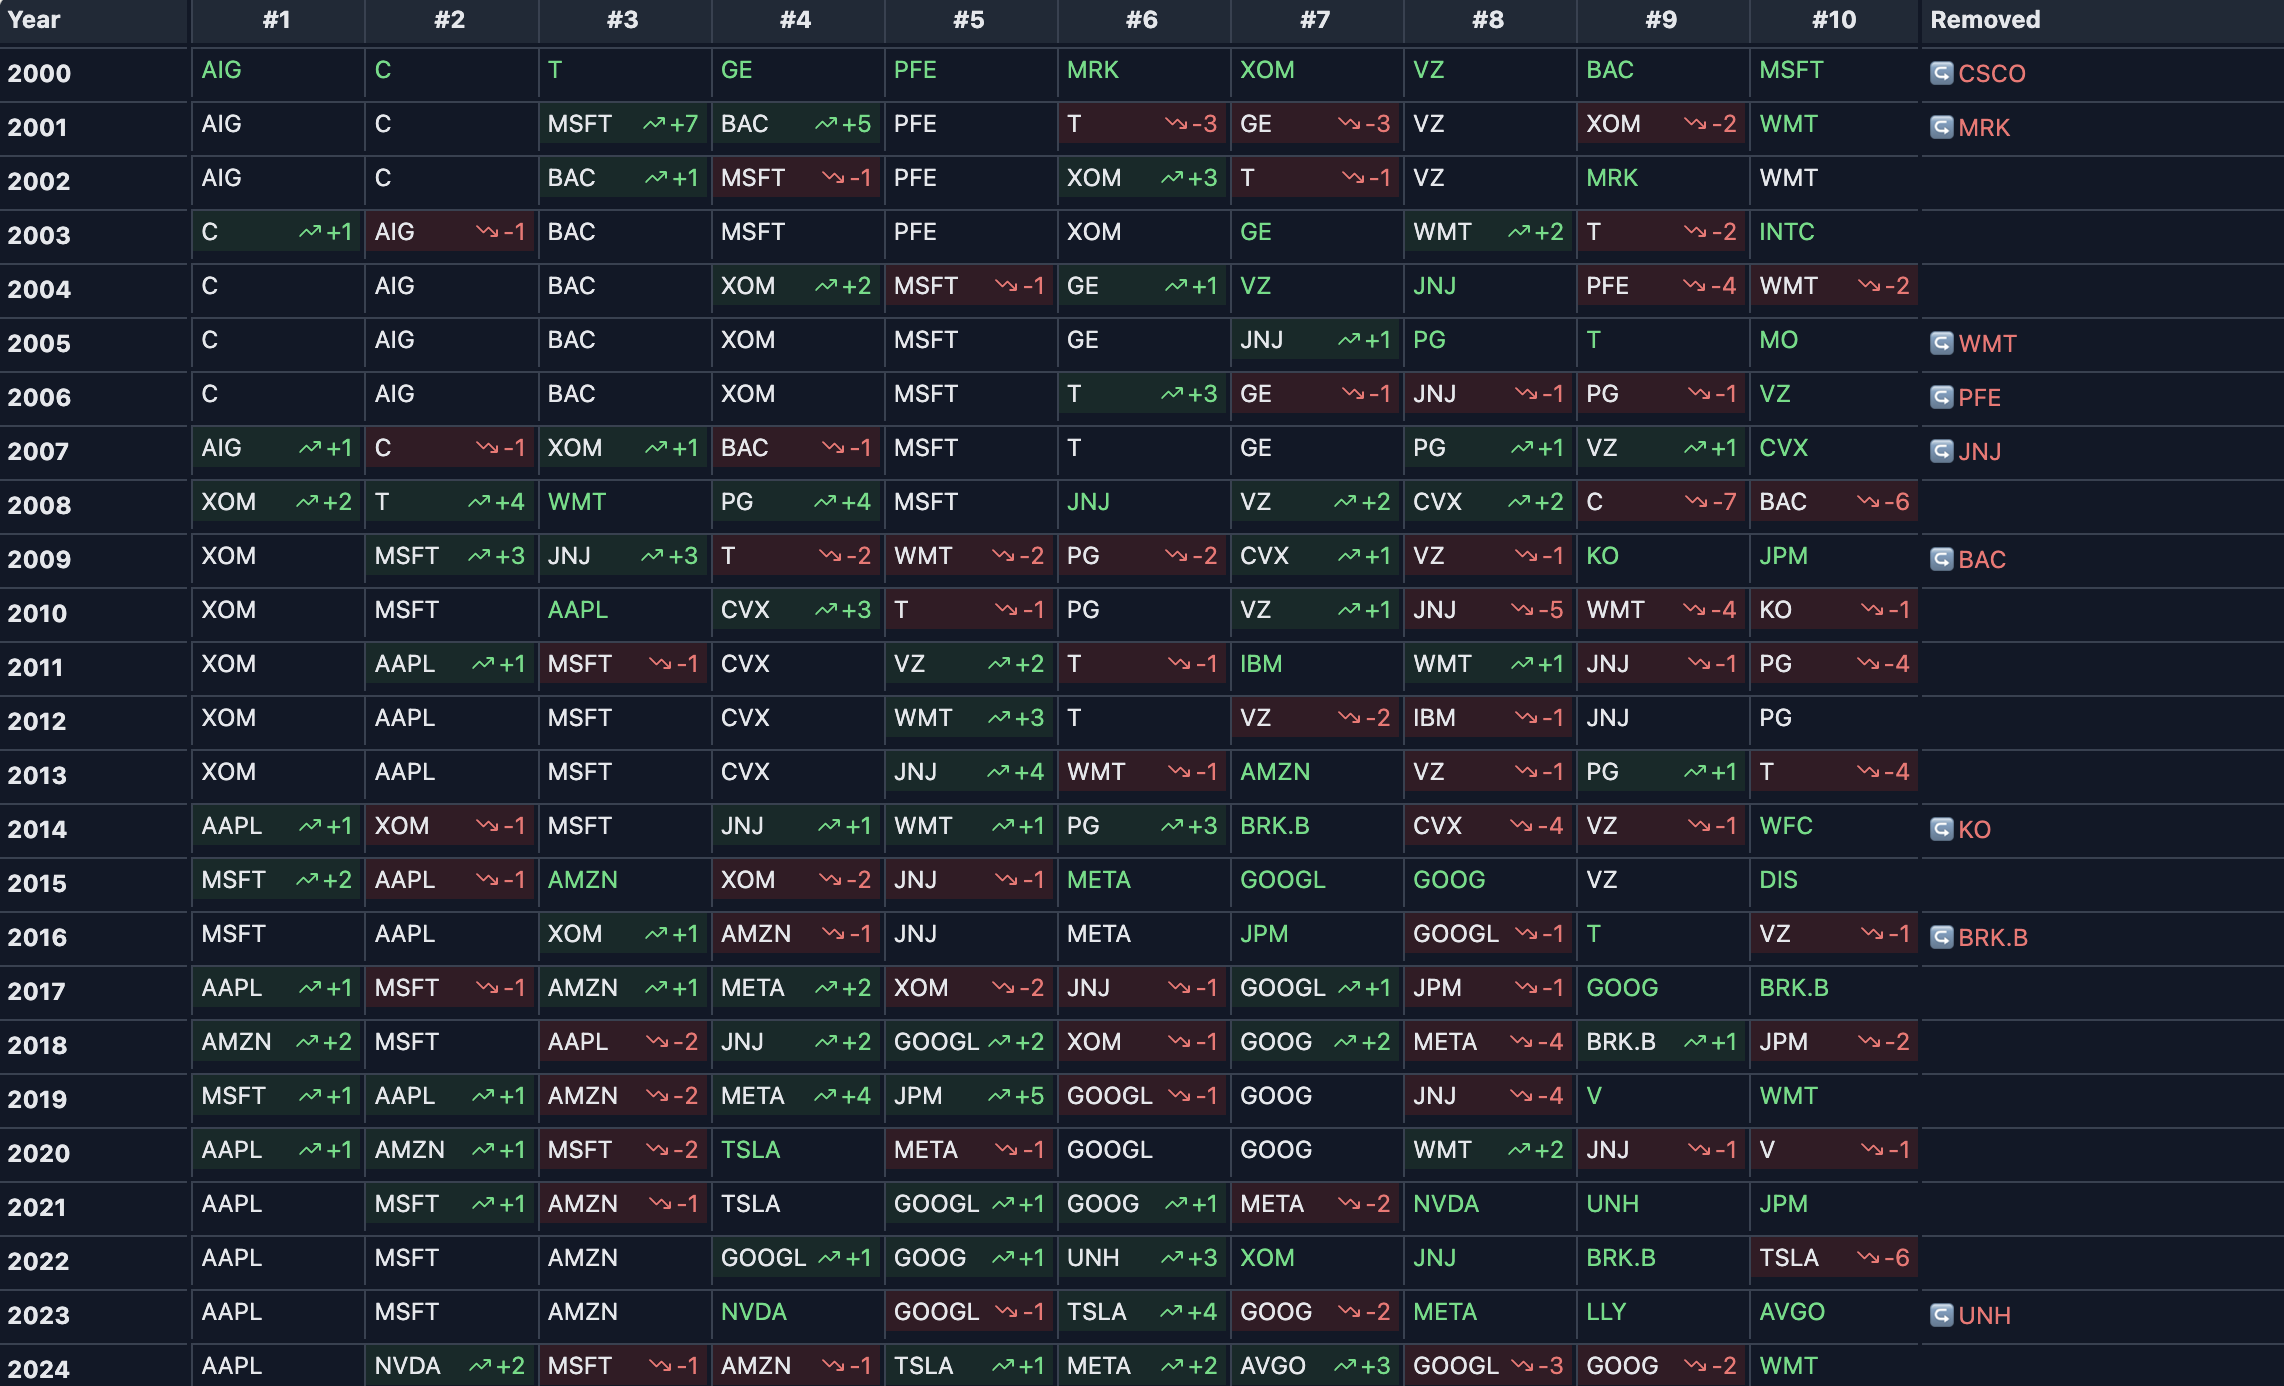 Year #1 #2 #3 #4 #5 #6 #7 #8 #9 #10 Removed
2000 AIG C T GE PFE MRK XOM VZ BAC MSFT CSCO
2001 AIG C MSFT +7 BAC +5 PFE T -3 GE -3 VZ XOM -2 WMT MRK
2002 AIG C BAC +1 MSFT -1 PFE XOM +3 T -1 VZ MRK WMT
2003 C +1 AIG -1 BAC MSFT PFE XOM GE WMT +2 T -2 INTC
2004 C AIG BAC XOM +2 MSFT -1 GE +1 VZ JNJ PFE -4 WMT -2
2005 C AIG BAC XOM MSFT GE JNJ +1 PG T MO WMT
2006 C AIG BAC XOM MSFT T +3 GE -1 JNJ -1 PG -1 VZ PFE
2007 AIG +1 C -1 XOM +1 BAC -1 MSFT T GE PG +1 VZ +1 CVX JNJ
2008 XOM +2 T +4 WMT PG +4 MSFT JNJ VZ +2 CVX +2 C -7 BAC -6
2009 XOM MSFT +3 JNJ +3 T -2 WMT -2 PG -2 CVX +1 VZ -1 KO JPM BAC
2010 XOM MSFT AAPL CVX +3 T -1 PG VZ +1 JNJ -5 WMT -4 KO -1
2011 XOM AAPL +1 MSFT -1 CVX VZ +2 T -1 IBM WMT +1 JNJ -1 PG -4
2012 XOM AAPL MSFT CVX WMT +3 T VZ -2 IBM -1 JNJ PG
2013 XOM AAPL MSFT CVX JNJ +4 WMT -1 AMZN VZ -1 PG +1 T -4
2014 AAPL +1 XOM -1 MSFT JNJ +1 WMT +1 PG +3 BRK.B CVX -4 VZ -1 WFC KO
2015 MSFT +2 AAPL -1 AMZN XOM -2 JNJ -1 META GOOGL GOOG VZ DIS
2016 MSFT AAPL XOM +1 AMZN -1 JNJ META JPM GOOGL -1 T VZ -1 BRK.B
2017 AAPL +1 MSFT -1 AMZN +1 META +2 XOM -2 JNJ -1 GOOGL +1 JPM -1 GOOG BRK.B
2018 AMZN +2 MSFT AAPL -2 JNJ +2 GOOGL +2 XOM -1 GOOG +2 META -4 BRK.B +1 JPM -2
2019 MSFT +1 AAPL +1 AMZN -2 META +4 JPM +5 GOOGL -1 GOOG JNJ -4 V WMT
2020 AAPL +1 AMZN +1 MSFT -2 TSLA META -1 GOOGL GOOG WMT +2 JNJ -1 V -1
2021 AAPL MSFT +1 AMZN -1 TSLA GOOGL +1 GOOG +1 META -2 NVDA UNH JPM
2022 AAPL MSFT AMZN GOOGL +1 GOOG +1 UNH +3 XOM JNJ BRK.B TSLA -6
2023 AAPL MSFT AMZN NVDA GOOGL -1 TSLA +4 GOOG -2 META LLY AVGO UNH
2024 AAPL NVDA +2 MSFT -1 AMZN -1 TSLA +1 META +2 AVGO +3 GOOGL -3 GOOG -2 WMT